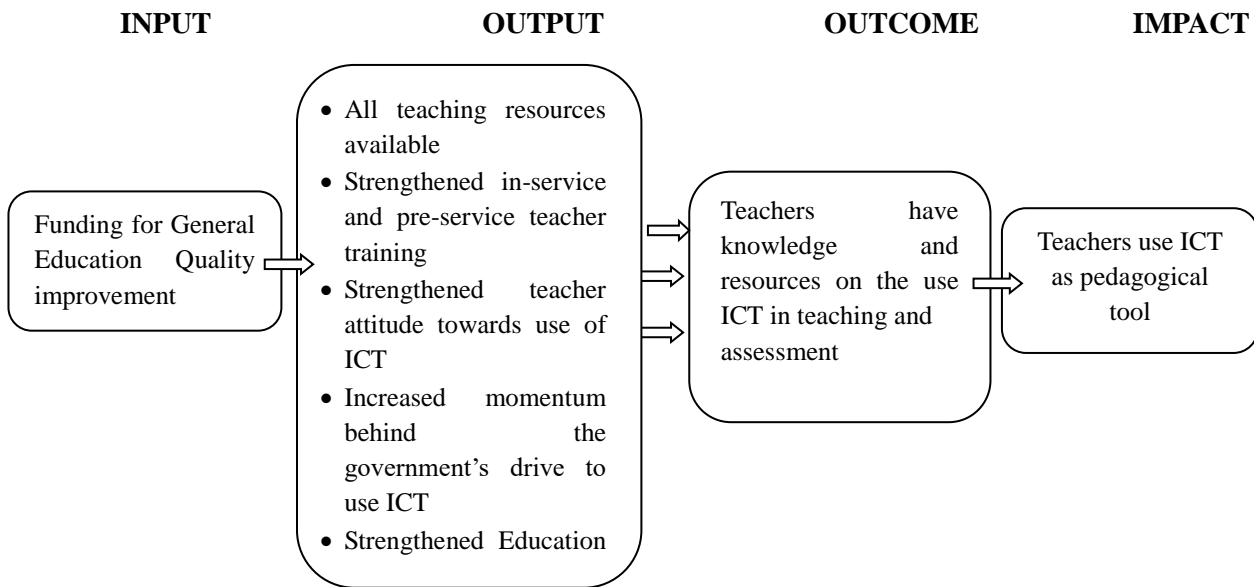 INPUT OUTPUT OUTCOME IMPACT
Funding for General
Education Quality
improvement
• All teaching resources
available
• Strengthened in-service
and pre-service teacher
training
• Strengthened teacher
attitude towards use of
ICT
• Increased momentum
behind the
government’s drive to
use ICT
• Strengthened Education
Teachers have
knowledge and
resources on the use
ICT in teaching and
assessment
Teachers use ICT
as pedagogical
tool